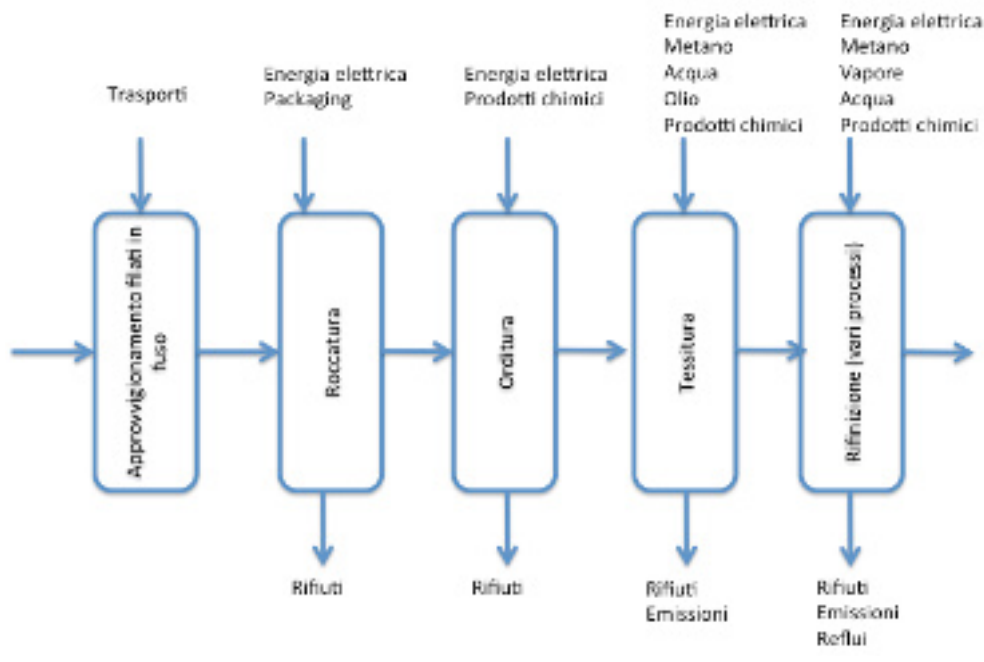 Trasporti
Energia elettrica
Packaging
Energia elettrica
Prodotti chimici
Energia elettrica
Metano
Acqua
Olio
Prodotti chimici
Energia elettrica
Metano
Vapore
Acqua
Prodotti chimici
Approvvigionamento filati in
fuso
Roccatura
Orditura
Tessitura
Rifinizione (vari processi)
Rifiuti
Rifiuti
Rifiuti
Emissioni
Rifiuti
Emissioni
Reflui